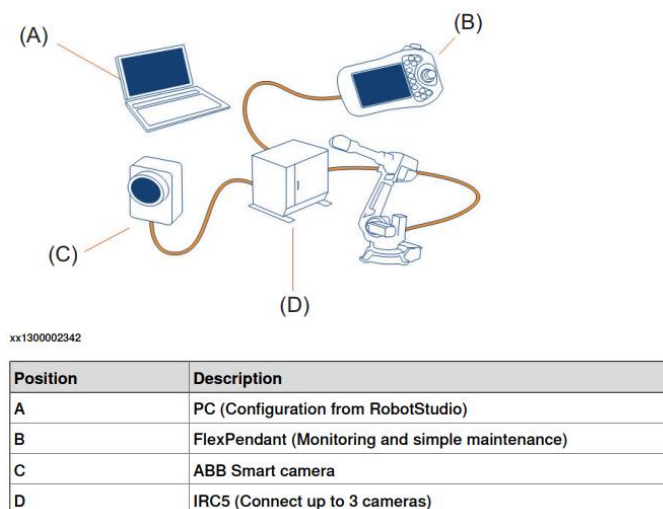 (A)
(B)
(C)
(D)
xx1300002342
Position Description
A PC (Configuration from RobotStudio)
B FlexPendant (Monitoring and simple maintenance)
C ABB Smart camera
D IRC5 (Connect up to 3 cameras)